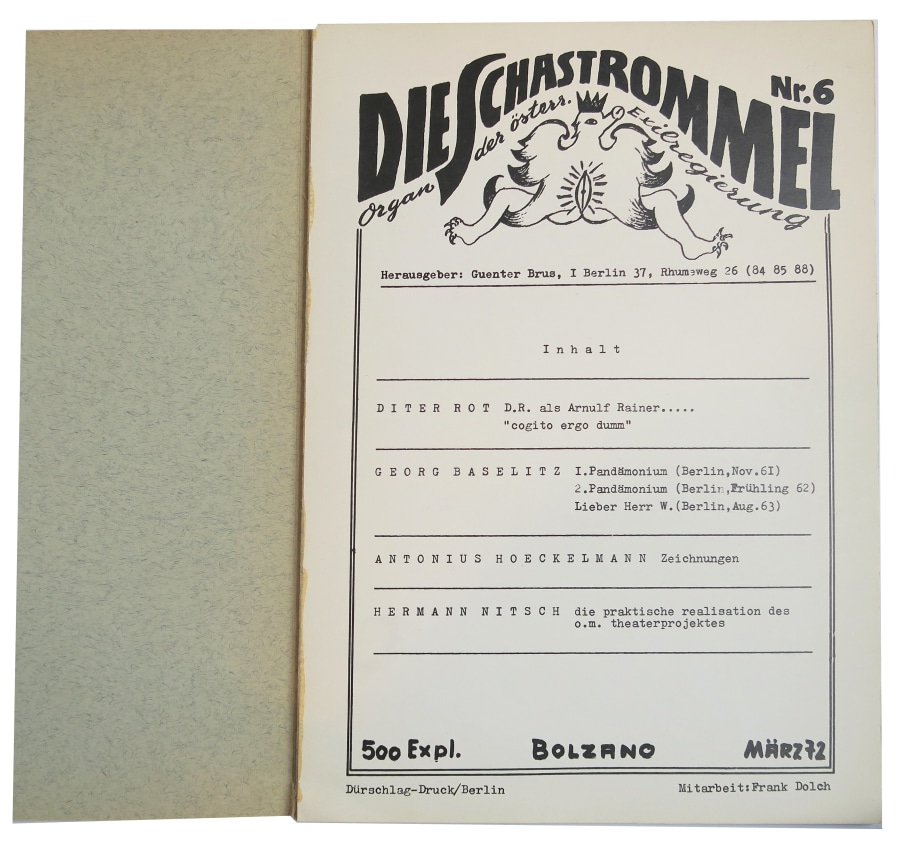 DIE SCHASTROMMEL Nr.6
Organ der österr. Exilregierung
Herausgeber: Guenter Brus, I Berlin 37, Rhumeweg 26 (84 85 88)
Inhalt
DITER ROT D.R. als Arnulf Rainer.....
"cogito ergo dumm"
GEORG BASELITZ I.Pandämonium (Berlin,Nov.6I)
2.Pandämonium (Berlin,Frühling 62)
Lieber Herr W.(Berlin,Aug.63)
ANTONIUS HOECKELMANN Zeichnungen
HERMANN NITSCH die praktische realisation des
o.m. theaterprojektes
500 Expl. BOLZANO MÄRZ72
Dürschlag-Druck/Berlin Mitarbeit:Frank Dolch